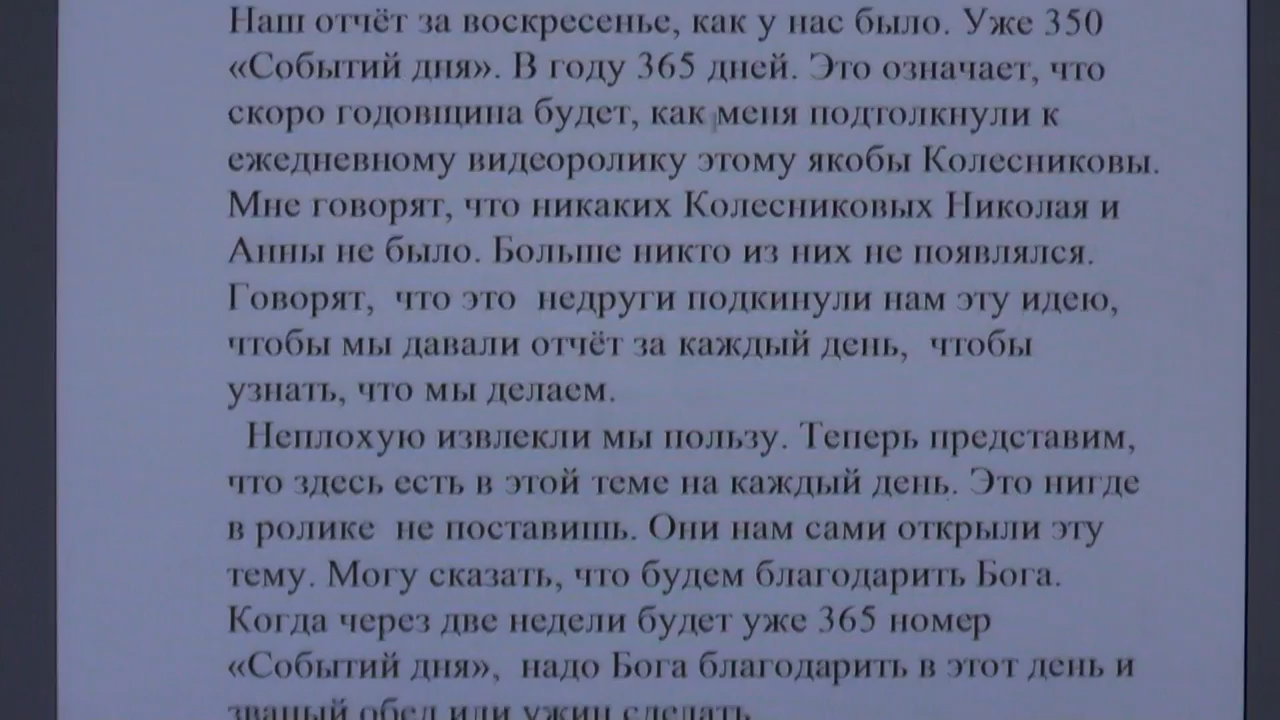 Наш отчёт за воскресенье, как у нас было. Уже 350
«Событий дня». В году 365 дней. Это означает, что
скоро годовщина будет, как меня подтолкнули к
ежедневному видеоролику этому якобы Колесниковы.
Мне говорят, что никаких Колесниковых Николая и
Анны не было. Больше никто из них не появлялся.
Говорят, что это недруги подкинули нам эту идею,
чтобы мы давали отчёт за каждый день, чтобы
узнать, что мы делаем.
Неплохую извлекли мы пользу. Теперь представим,
что здесь есть в этой теме на каждый день. Это нигде
в ролике не поставишь. Они нам сами открыли эту
тему. Могу сказать, что будем благодарить Бога.
Когда через две недели будет уже 365 номер
«Событий дня», надо Бога благодарить в этот день и
званый обед или ужин сделать